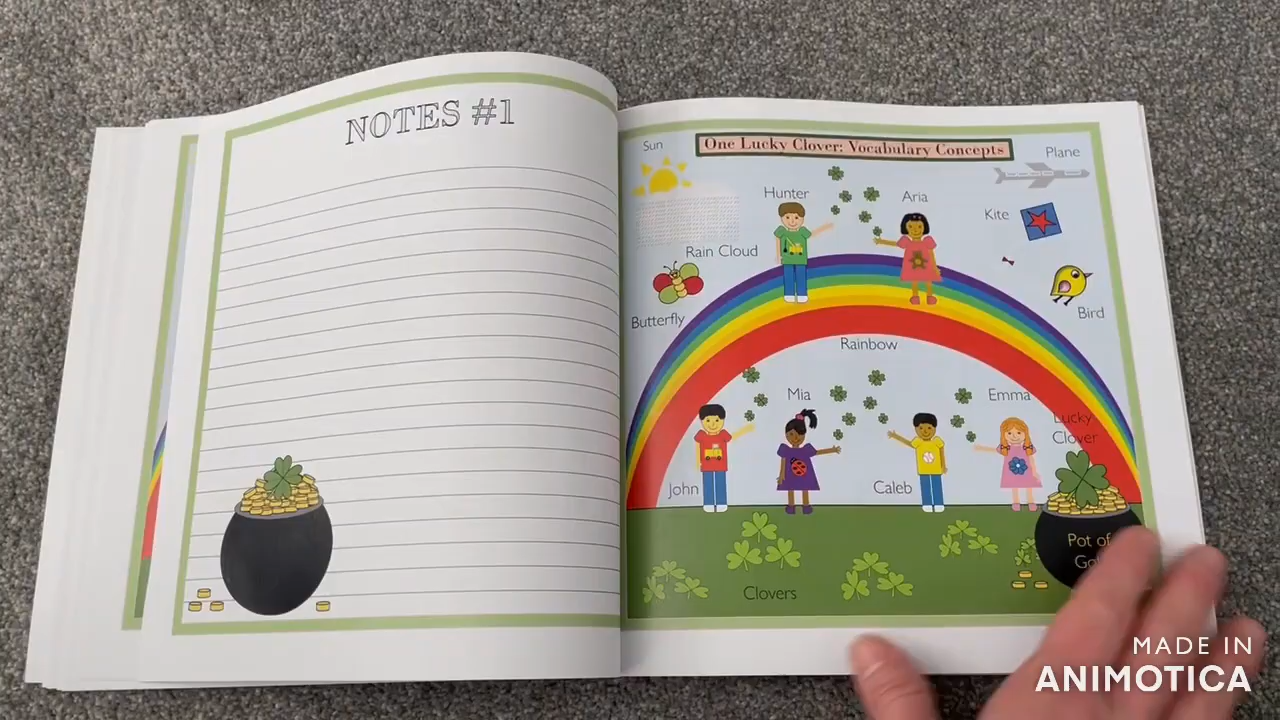 NOTES #1
One Lucky Clover: Vocabulary Concepts
Sun
Plane
Hunter
Aria
Kite
Rain Cloud
Butterfly
Bird
Rainbow
Mia
Emma
Lucky
Clover
John
Caleb
Pot of
Clovers
MADE IN
ANIMOTICA